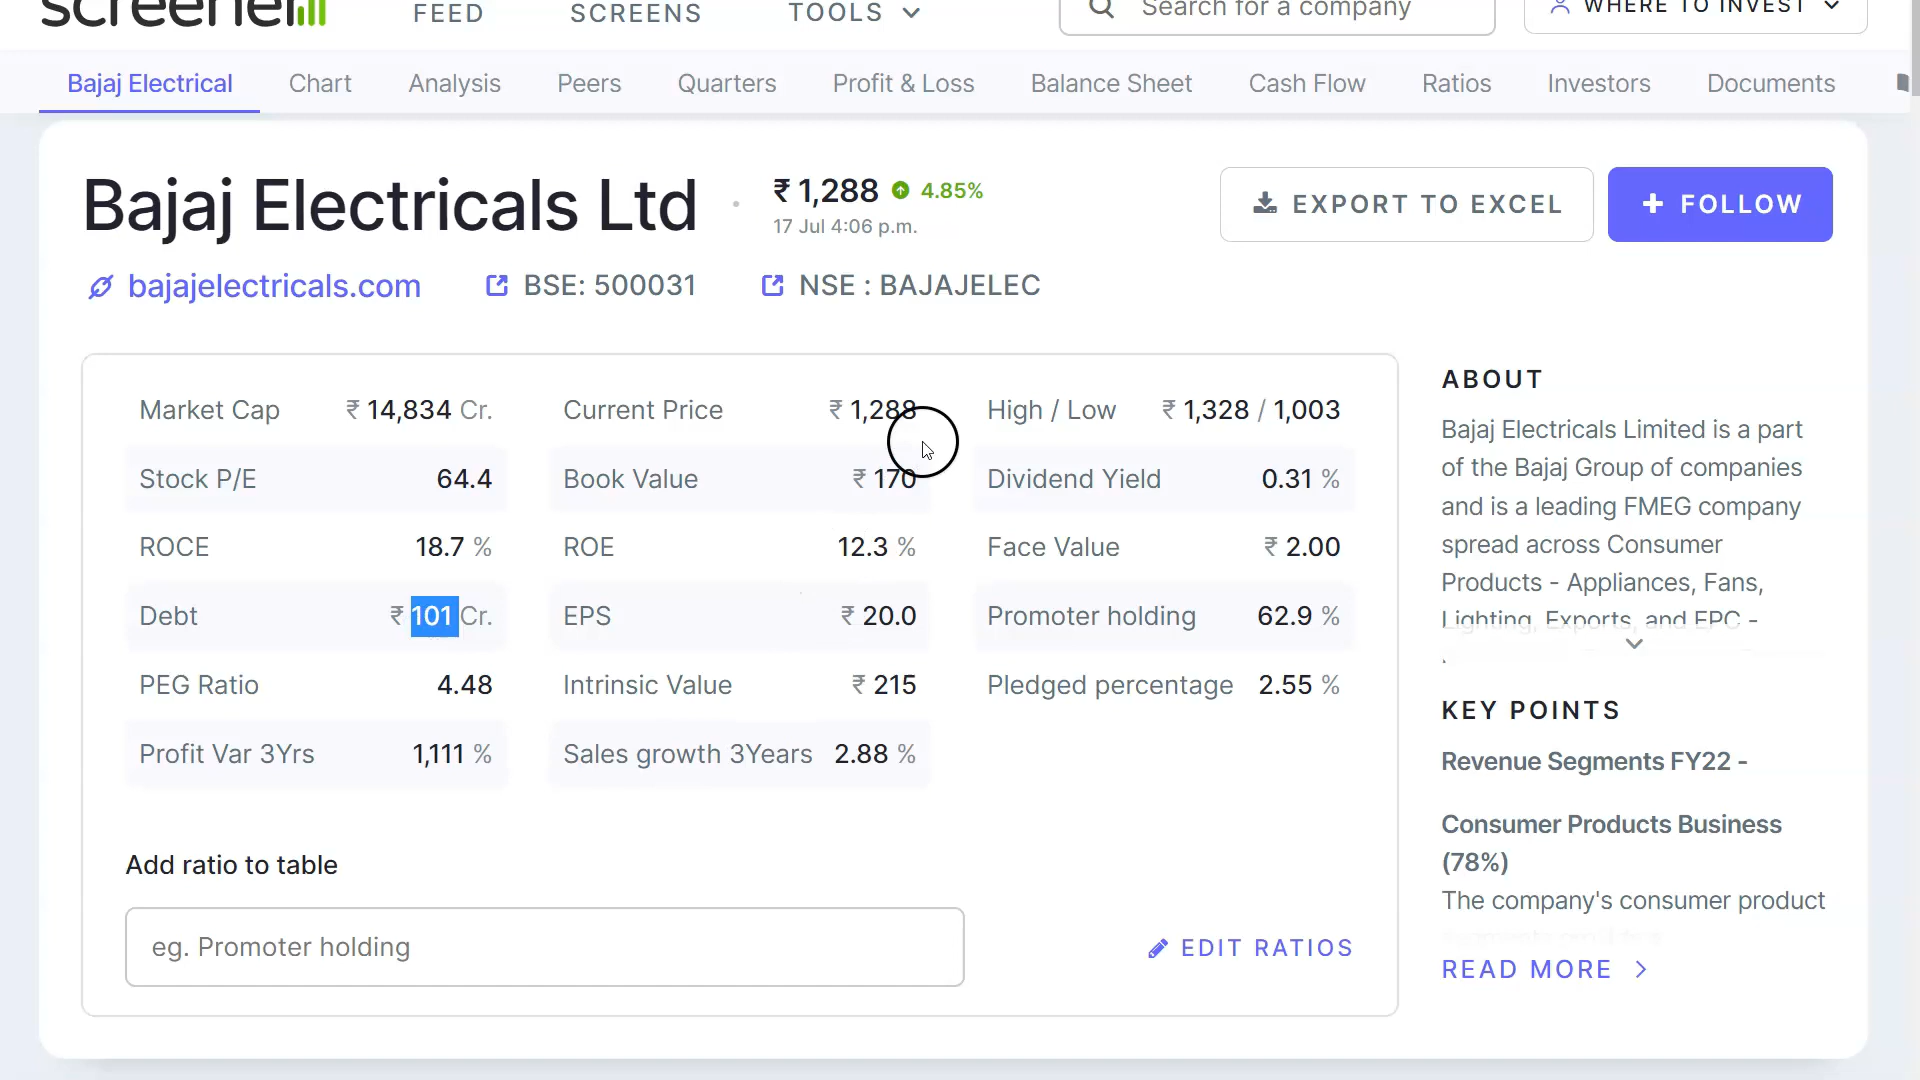 screener
FEED
SCREENS
TOOLS
Search for a company
WHERE TO INVEST
Bajaj Electrical
Chart
Analysis
Peers
Quarters
Profit & Loss
Balance Sheet
Cash Flow
Ratios
Investors
Documents
Bajaj Electricals Ltd
₹ 1,288 4.85%
17 Jul 4:06 p.m.
EXPORT TO EXCEL
+ FOLLOW
bajajelectricals.com
BSE: 500031
NSE : BAJAJELEC
Market Cap ₹ 14,834 Cr.
Current Price ₹ 1,288
High / Low ₹ 1,328 / 1,003
Stock P/E 64.4
Book Value ₹ 170
Dividend Yield 0.31 %
ROCE 18.7 %
ROE 12.3 %
Face Value ₹ 2.00
Debt ₹ 101 Cr.
EPS ₹ 20.0
Promoter holding 62.9 %
PEG Ratio 4.48
Intrinsic Value ₹ 215
Pledged percentage 2.55 %
Profit Var 3Yrs 1,111 %
Sales growth 3Years 2.88 %
Add ratio to table
eg. Promoter holding
EDIT RATIOS
ABOUT
Bajaj Electricals Limited is a part
of the Bajaj Group of companies
and is a leading FMEG company
spread across Consumer
Products - Appliances, Fans,
Lighting, Exports, and EPC -
KEY POINTS
Revenue Segments FY22 -
Consumer Products Business
(78%)
The company's consumer product
READ MORE